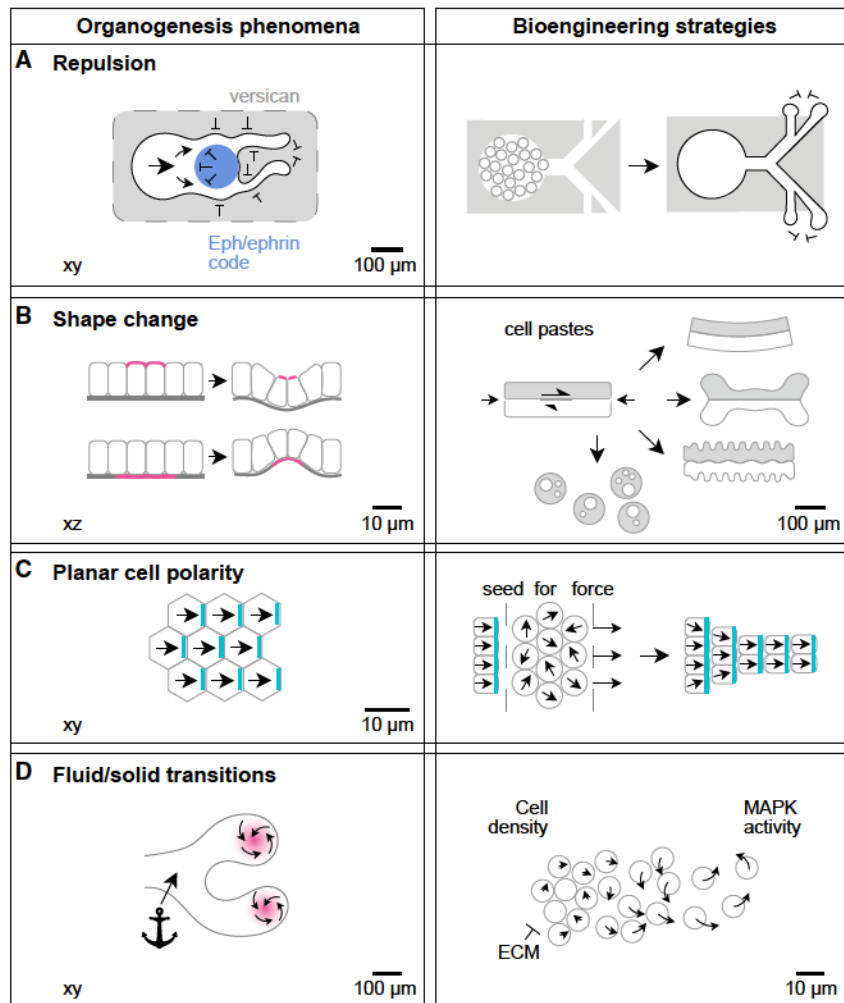 Organogenesis phenomena
Bioengineering strategies
A Repulsion
versican
Eph/ephrin
code
xy
100 µm
B Shape change
xz
10 µm
cell pastes
100 µm
C Planar cell polarity
xy
10 µm
seed for force
D Fluid/solid transitions
xy
100 µm
Cell
density
MAPK
activity
ECM
10 µm